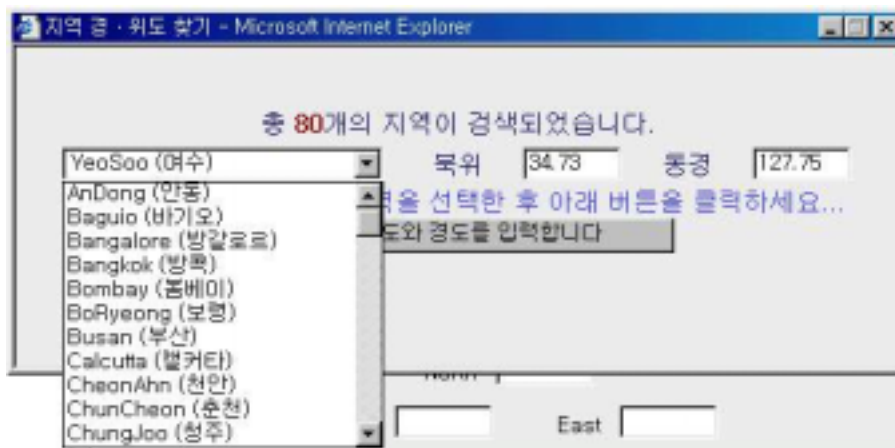 지역 경 · 위도 찾기 - Microsoft Internet Explorer
총 80개의 지역이 검색되었습니다.
YeoSoo (여수) 북위 34.73 동경 127.75
역을 선택한 후 아래 버튼을 클릭하세요...
도와 경도를 입력합니다
AnDong (안동)
Baguio (바기오)
Bangalore (방갈로르)
Bangkok (방콕)
Bombay (봄베이)
BoRyeong (보령)
Busan (부산)
Calcutta (캘커타)
CheonAhn (천안)
ChunCheon (춘천)
ChungJoo (청주)
East